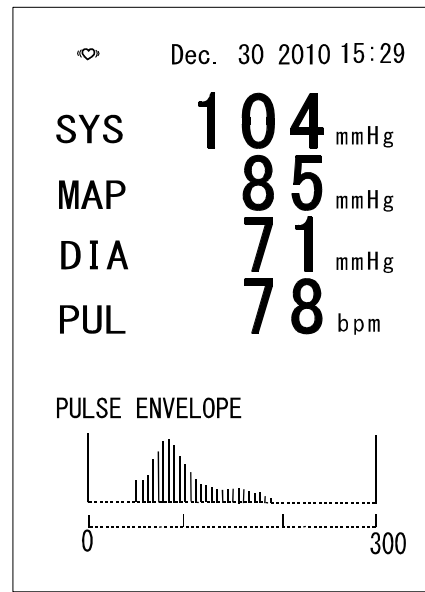 Dec. 30 2010 15:29
SYS 104 mmHg
MAP 85 mmHg
DIA 71 mmHg
PUL 78 bpm
PULSE ENVELOPE
0 300